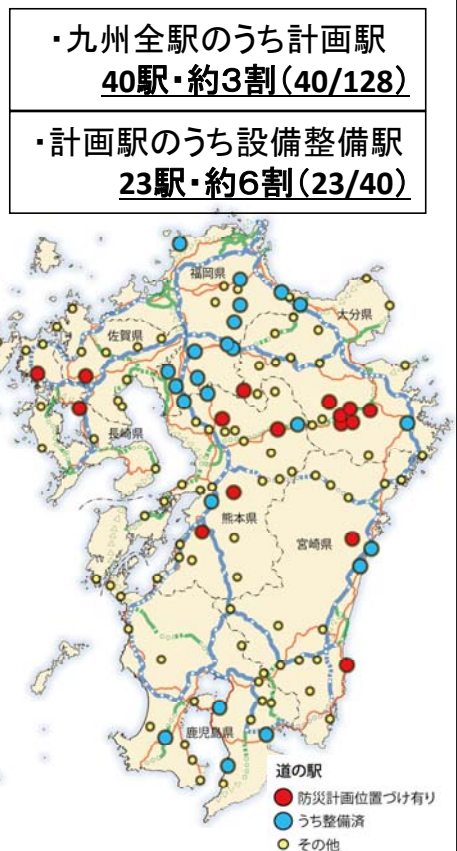 ・九州全駅のうち計画駅
40駅・約3割(40/128)
・計画駅のうち設備整備駅
23駅・約6割(23/40)
福岡県
大分県
佐賀県
長崎県
熊本県
宮崎県
鹿児島県
道の駅
防災計画位置づけ有り
うち整備済
その他